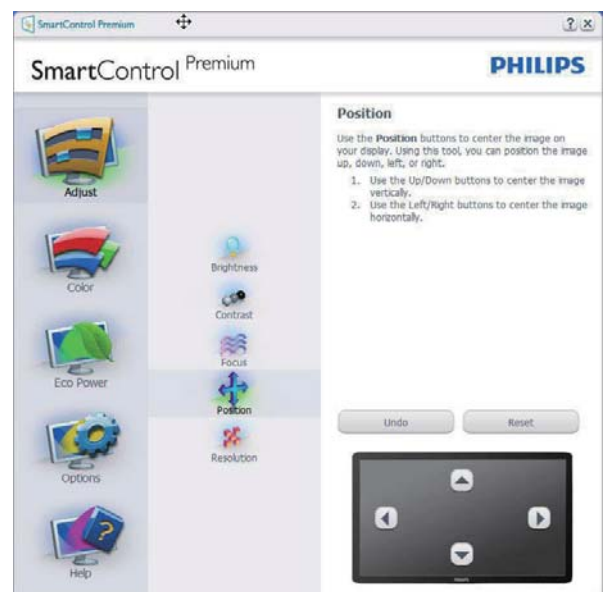 SmartControl Premium
? x
SmartControl Premium
PHILIPS
Adjust
Color
Eco Power
Options
Help
Brightness
Contrast
Focus
Position
Resolution
Position
Use the Position buttons to center the image on
your display. Using this tool, you can position the image
up, down, left, or right.
1. Use the Up/Down buttons to center the image
vertically.
2. Use the Left/Right buttons to center the image
horizontally.
Undo
Reset
PHILIPS